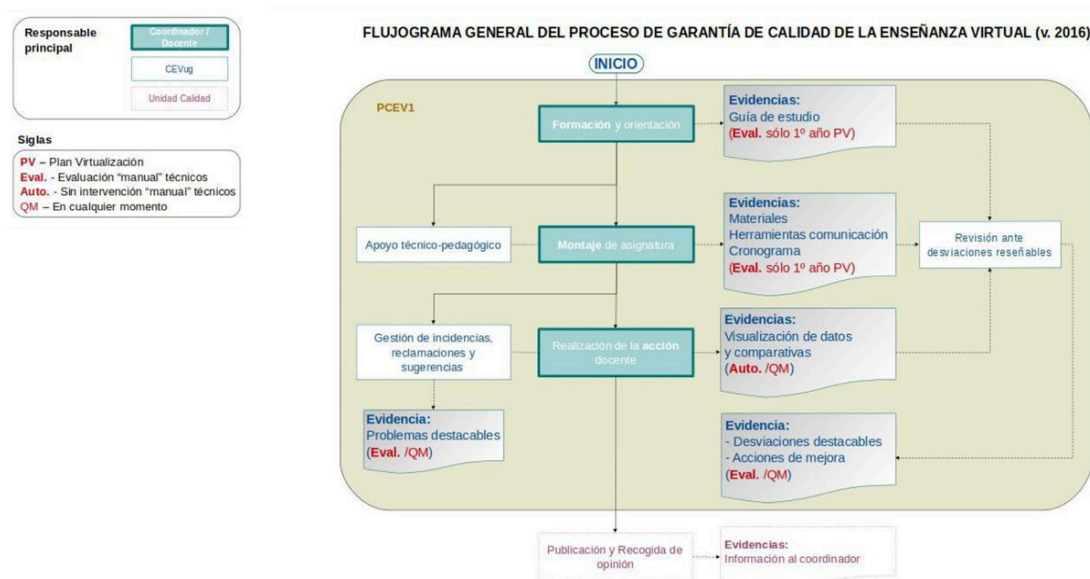 Responsable
principal
Coordinador /
Docente
CEVug
Unidad Calidad
Siglas
PV – Plan Virtualización
Eval. - Evaluación “manual” técnicos
Auto. - Sin intervención “manual” técnicos
QM – En cualquier momento
FLUJOGRAMA GENERAL DEL PROCESO DE GARANTÍA DE CALIDAD DE LA ENSEÑANZA VIRTUAL (v. 2016)
INICIO
PCEV1
Formación y orientación
Evidencias:
Guía de estudio
(Eval. sólo 1º año PV)
Apoyo técnico-pedagógico
Montaje de asignatura
Evidencias:
Materiales
Herramientas comunicación
Cronograma
(Eval. sólo 1º año PV)
Revisión ante
desviaciones reseñables
Gestión de incidencias,
reclamaciones y
sugerencias
Realización de la acción
docente
Evidencias:
Visualización de datos
y comparativas
(Auto. /QM)
Evidencia:
Problemas destacables
(Eval. /QM)
Evidencia:
- Desviaciones destacables
- Acciones de mejora
(Eval. /QM)
Publicación y Recogida de
opinión
Evidencias:
Información al coordinador